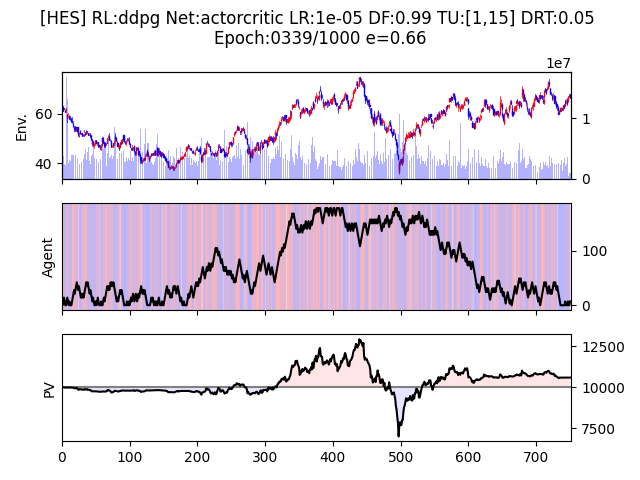 [HES] RL:ddpg Net:actorcritic LR:1e-05 DF:0.99 TU:[1,15] DRT:0.05
Epoch:0339/1000 e=0.66
1e7
Env.
60
40
1
0
Agent
100
0
PV
12500
10000
7500
0 100 200 300 400 500 600 700